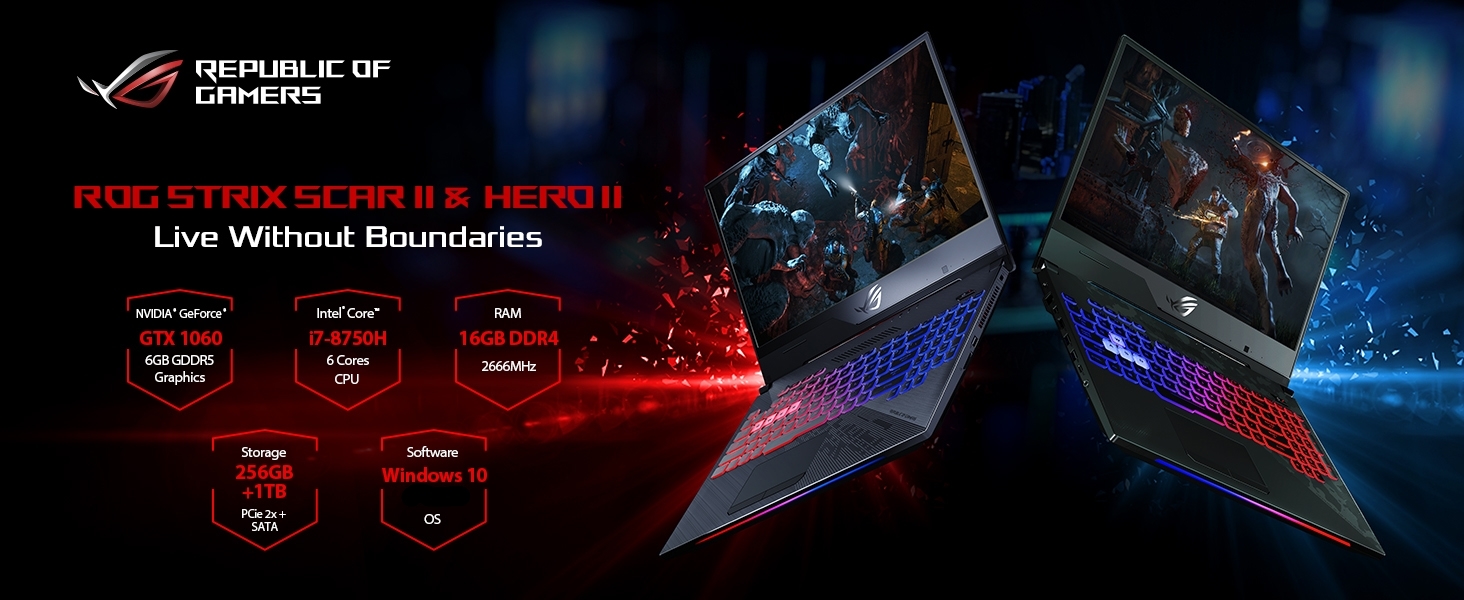 REPUBLIC OF
GAMERS
ROG STRIX SCAR II & HERO II
Live Without Boundaries
NVIDIA® GeForce®
GTX 1060
6GB GDDR5
Graphics
Intel® Core™
i7-8750H
6 Cores
CPU
RAM
16GB DDR4
2666MHz
Storage
256GB
+1TB
PCie 2x +
SATA
Software
Windows 10
OS